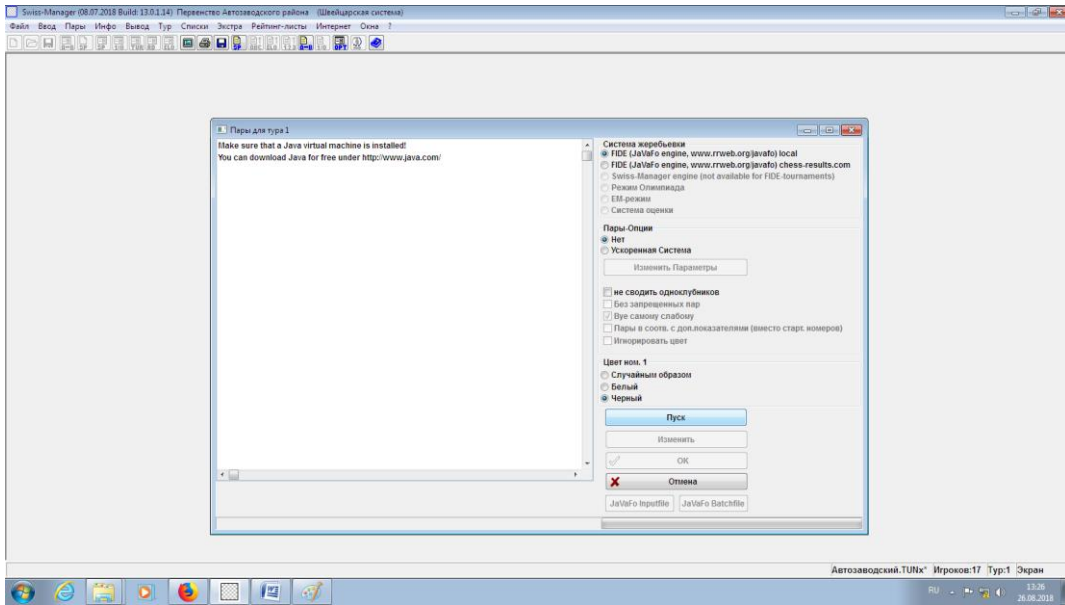 Swiss-Manager (08.07.2018 Build: 13.0.1.14) Первенство Автозаводского района (Швейцарская система)
Файл Ввод Пары Инфо Вывод Тур Списки Экстра Рейтинг-листы Интернет Окна ?
Пары для тура 1
Make sure that a Java virtual machine is installed!
You can download Java for free under http://www.java.com/
Система жеребьевки
FIDE (JaVaFo engine, www.rrweb.org/javafo) local
FIDE (JaVaFo engine, www.rrweb.org/javafo) chess-results.com
Swiss-Manager engine (not available for FIDE-tournaments)
Режим Олимпиада
ЕМ-режим
Система оценки
Пары-Опции
Нет
Ускоренная Система
Изменить Параметры
не сводить одноклубников
Без запрещенных пар
Bye самому слабому
Пары в соотв. с доп.показателями (вместо старт. номеров)
Игнорировать цвет
Цвет ном. 1
Случайным образом
Белый
Черный
Пуск
Изменить
OK
Отмена
JaVaFo Inputfile JaVaFo Batchfile
Автозаводский.TUNx* Игроков:17 Тур:1 Экран
RU
13:26
26.08.2018